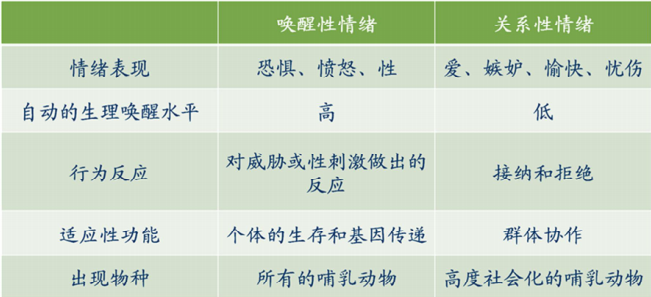 唤醒性情绪 关系性情绪
情绪表现 恐惧、愤怒、性 爱、嫉妒、愉快、忧伤
自动的生理唤醒水平 高 低
行为反应 对威胁或性刺激做出的反应 接纳和拒绝
适应性功能 个体的生存和基因传递 群体协作
出现物种 所有的哺乳动物 高度社会化的哺乳动物